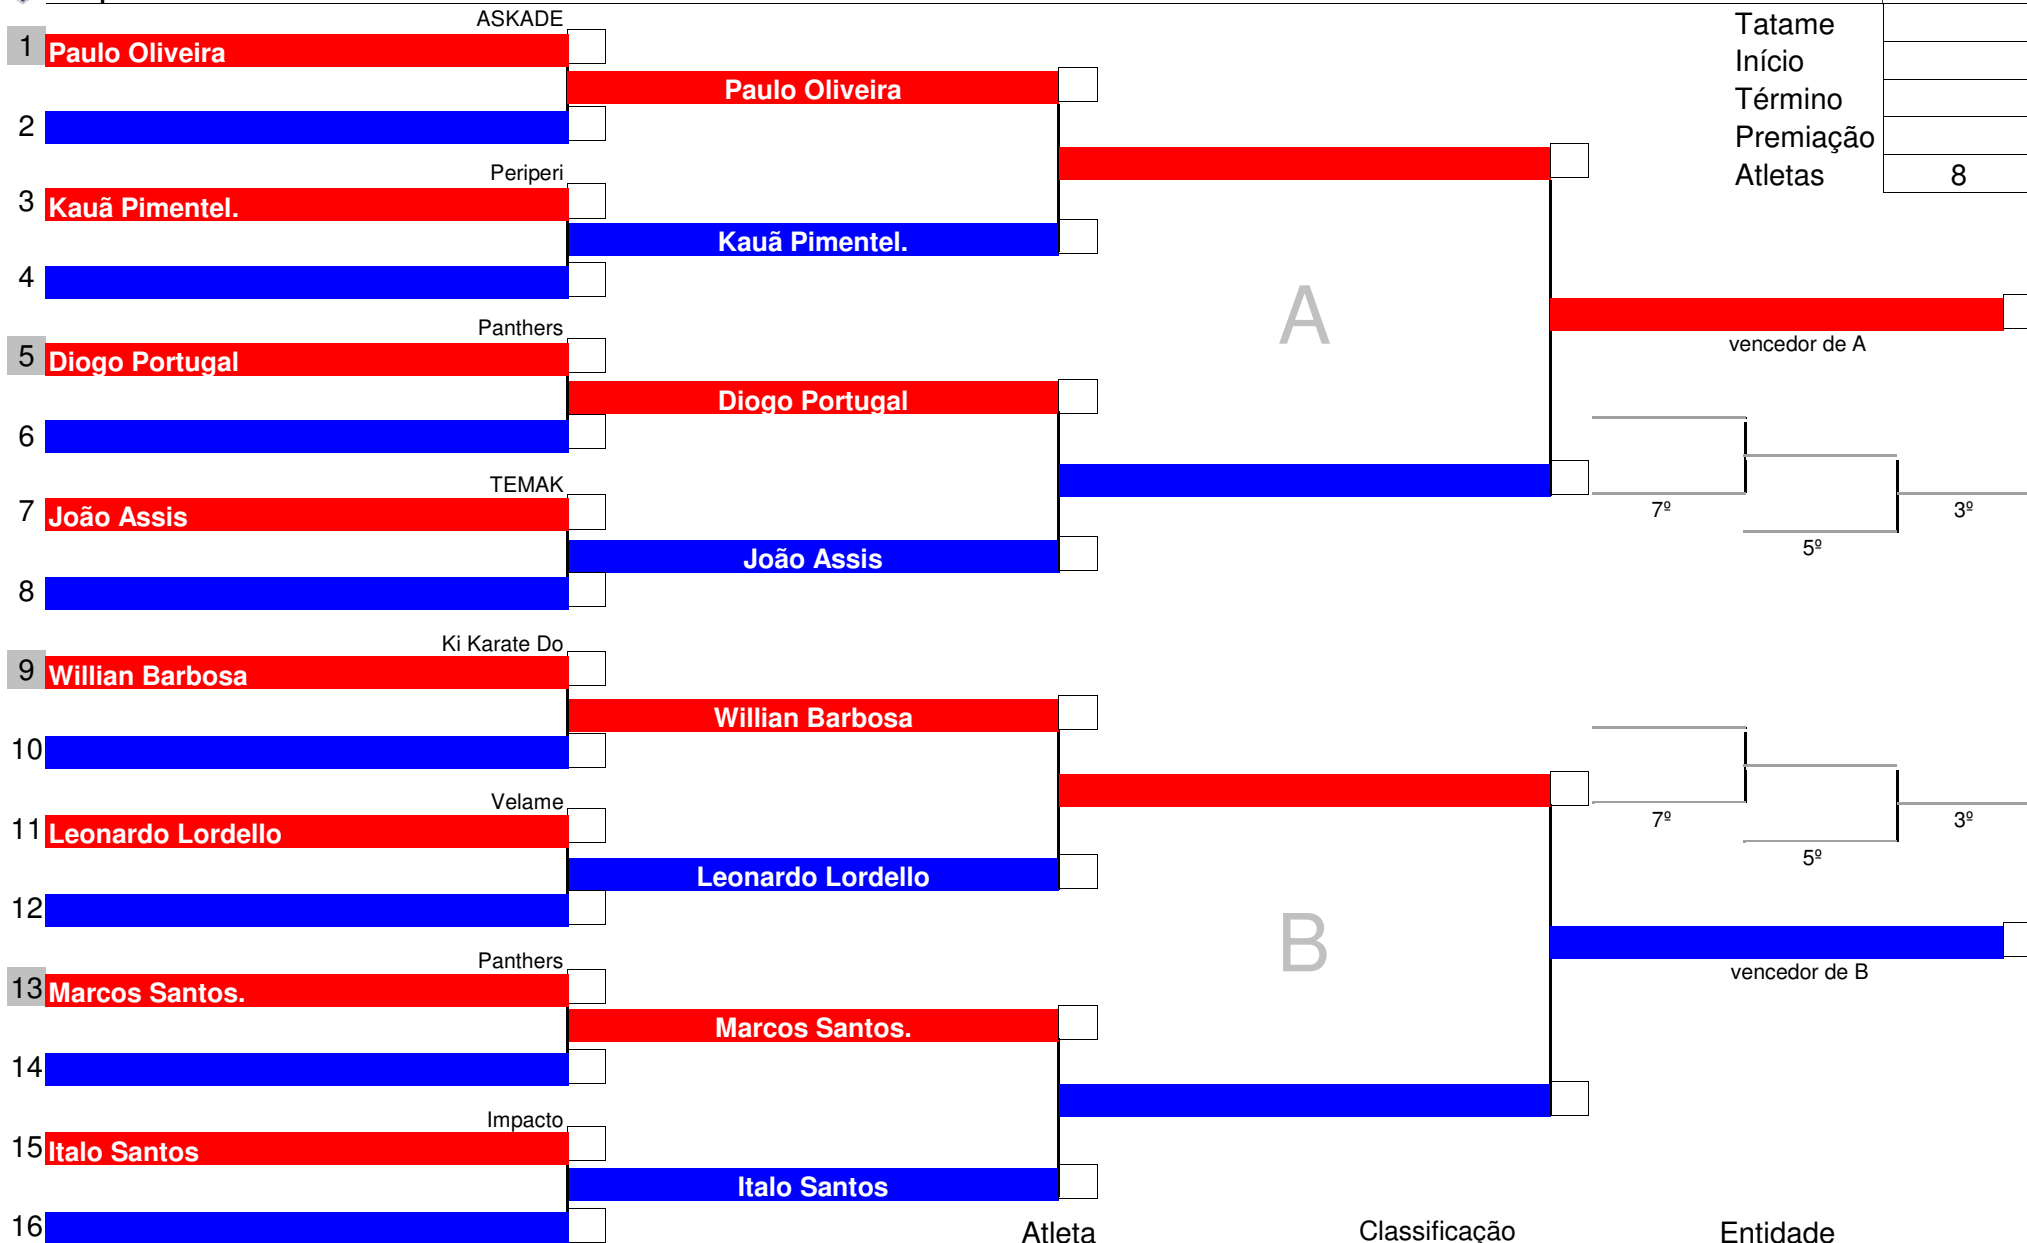 ASKADE
1 Paulo Oliveira
Paulo Oliveira
2
Periperi
3 Kauã Pimentel.
Kauã Pimentel.
4
Panthers
5 Diogo Portugal
Diogo Portugal
6
TEMAK
7 João Assis
João Assis
8
Ki Karate Do
9 Willian Barbosa
Willian Barbosa
10
Velame
11 Leonardo Lordello
Leonardo Lordello
12
Panthers
13 Marcos Santos.
Marcos Santos.
14
Impacto
15 Italo Santos
Italo Santos
16
A
B
Tatame
Início
Término
Premiação
Atletas 8
vencedor de A
7º
3º
5º
7º
3º
5º
vencedor de B
Atleta Classificação Entidade